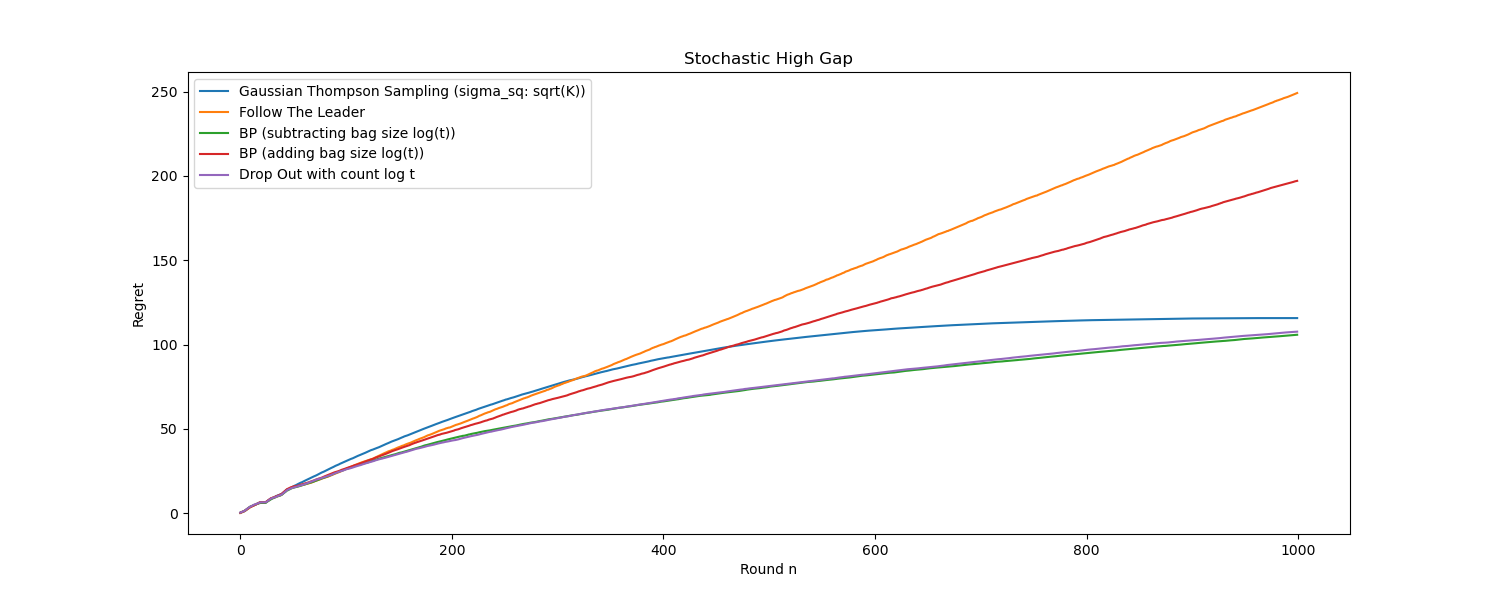 Stochastic High Gap
Gaussian Thompson Sampling (sigma_sq: sqrt(K))
Follow The Leader
BP (subtracting bag size log(t))
BP (adding bag size log(t))
Drop Out with count log t
250
200
150
100
50
0
Regret
0 200 400 600 800 1000
Round n